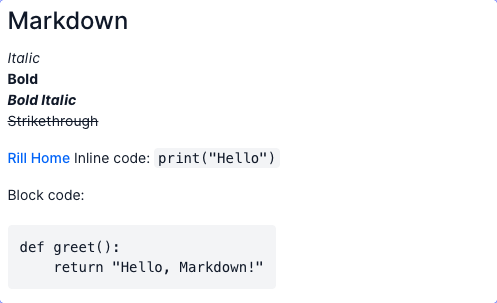 Markdown
Italic
Bold
Bold Italic
Strikethrough
Rill Home Inline code: print("Hello")
Block code:
def greet():
    return "Hello, Markdown!"